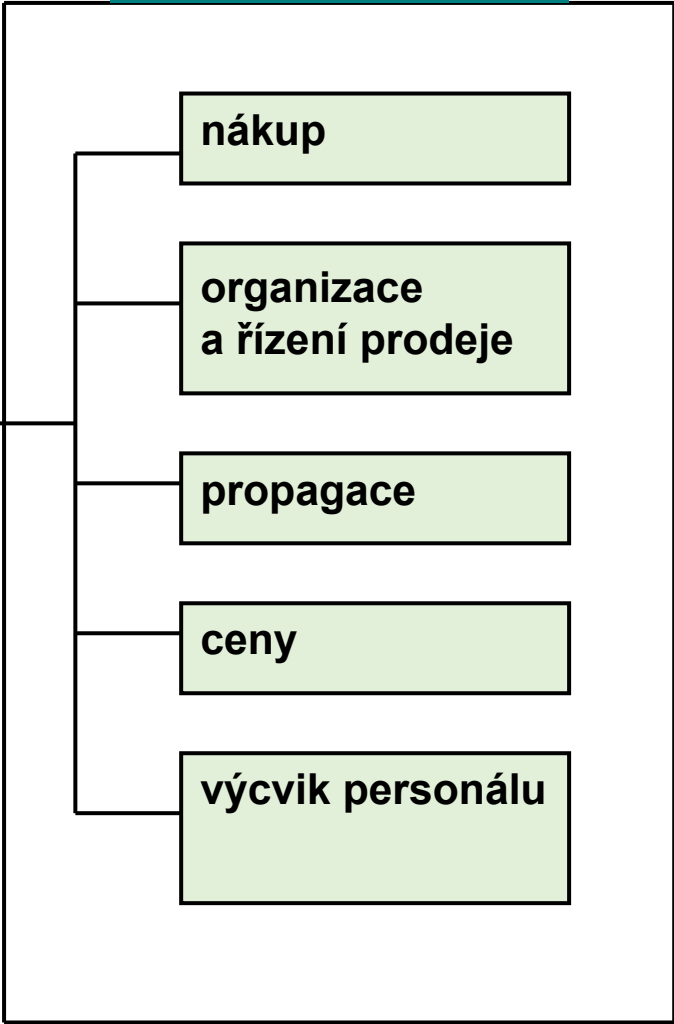 nákup
organizace
a řízení prodeje
propagace
ceny
výcvik personálu